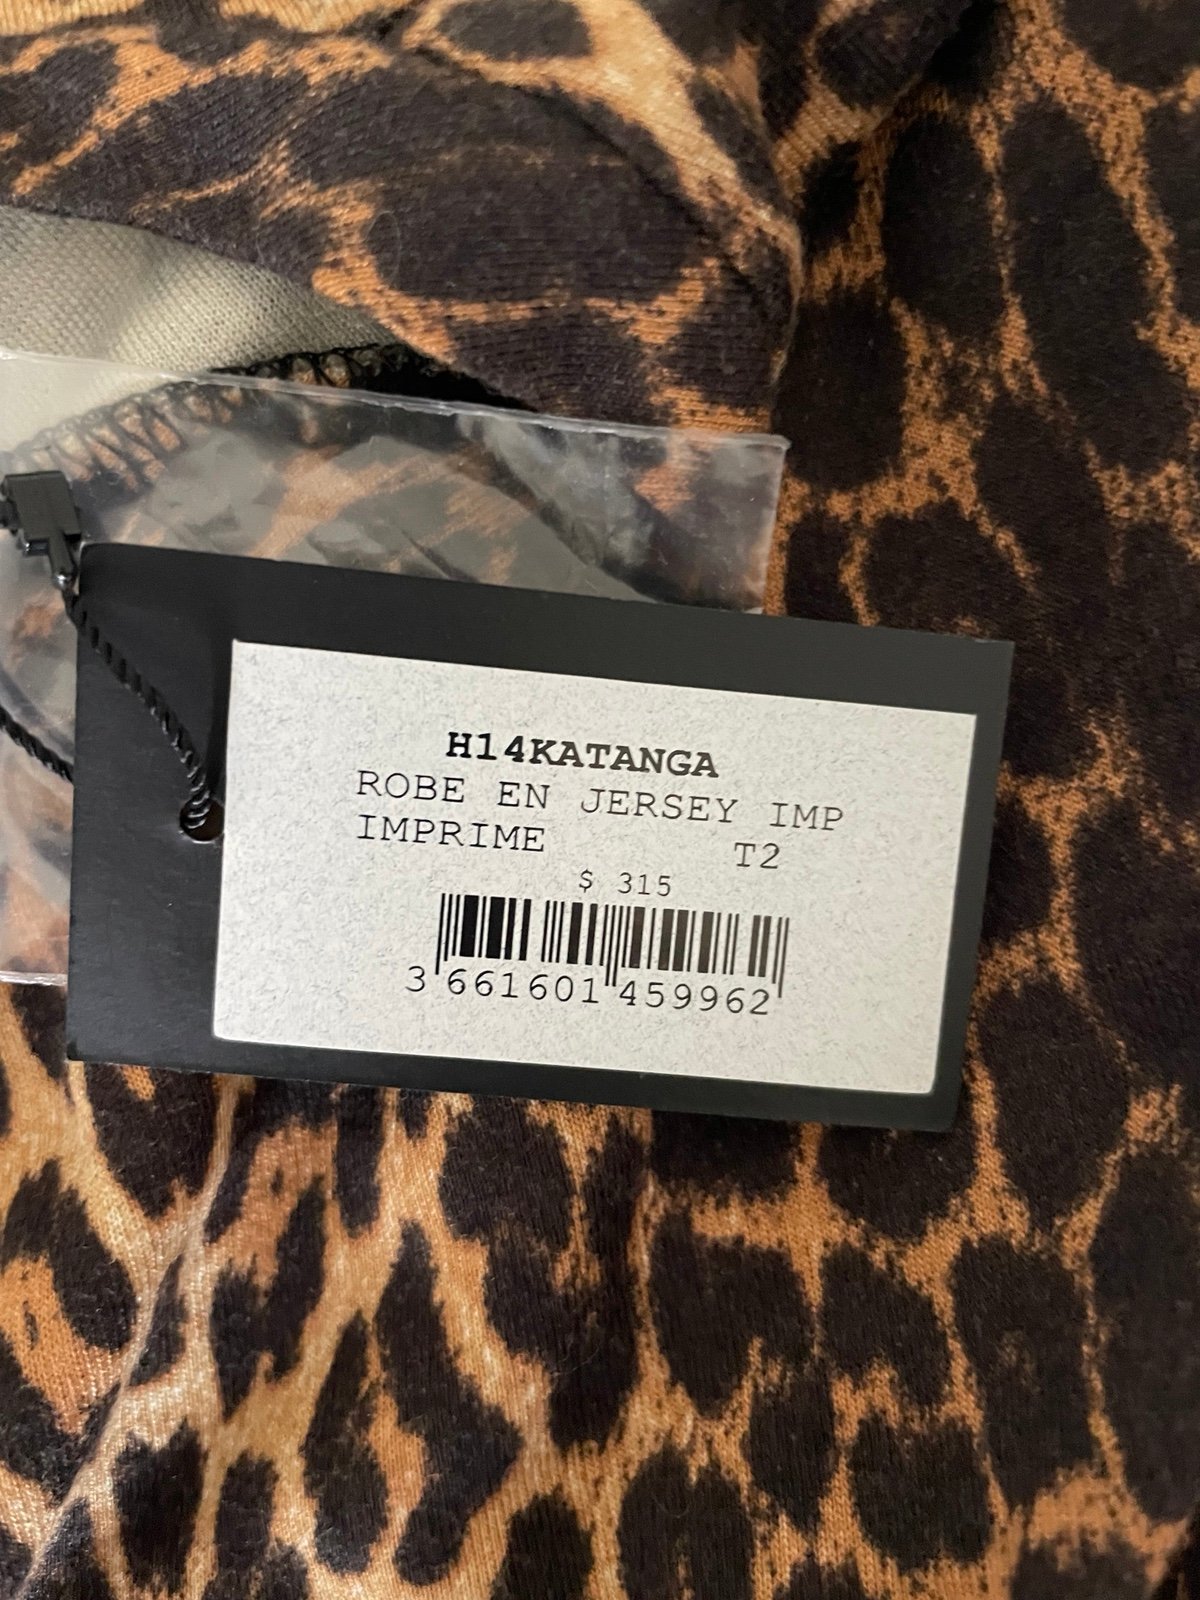 H14KATANGA
ROBE EN JERSEY IMP
IMPRIME T2
$ 315
3 661601 459962